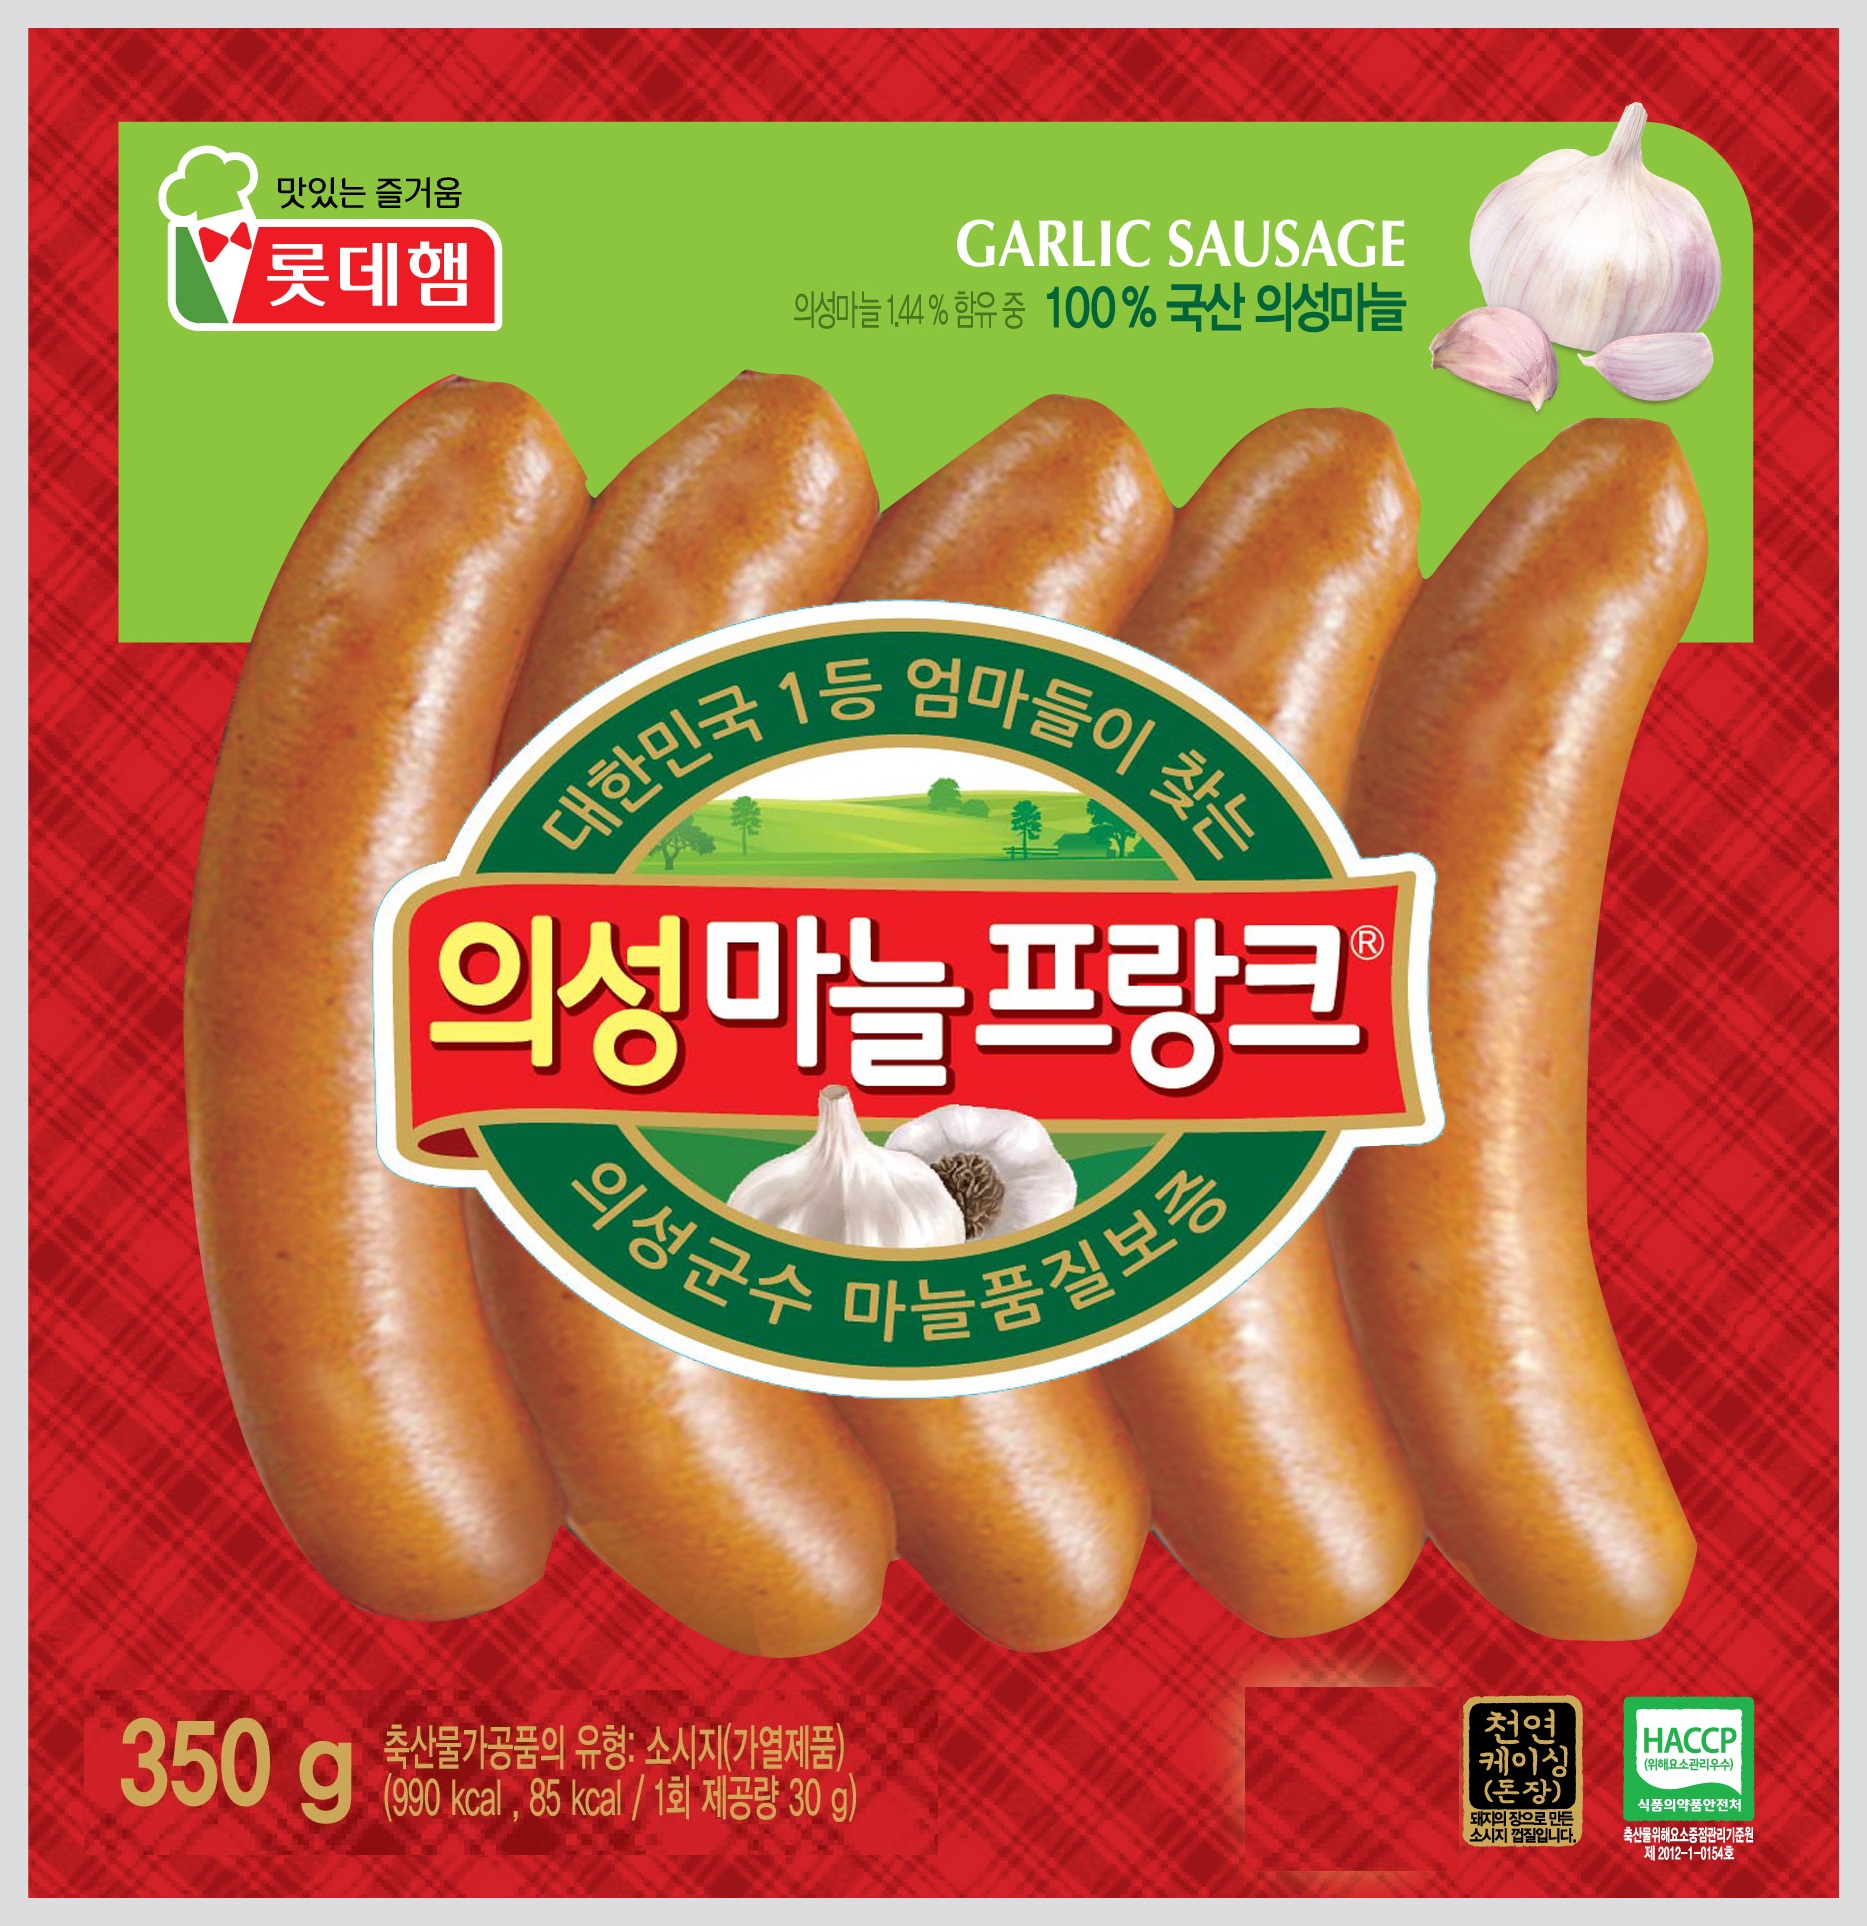 맛있는 즐거움
롯데햄
GARLIC SAUSAGE
의성마늘 1.44 % 함유 중 100 % 국산 의성마늘
대한민국 1등 엄마들이 찾는
의성마늘프랑크®
의성군수 마늘품질보증
350 g
축산물가공품의 유형: 소시지(가열제품)
(990 kcal , 85 kcal / 1회 제공량 30 g)
천연
케이싱
(돈장)
돼지의 장으로 만든
소시지 껍질입니다.
HACCP
(위해요소관리우수)
식품의약품안전처
축산물위해요소중점관리기준원
제 2012-1-0154호